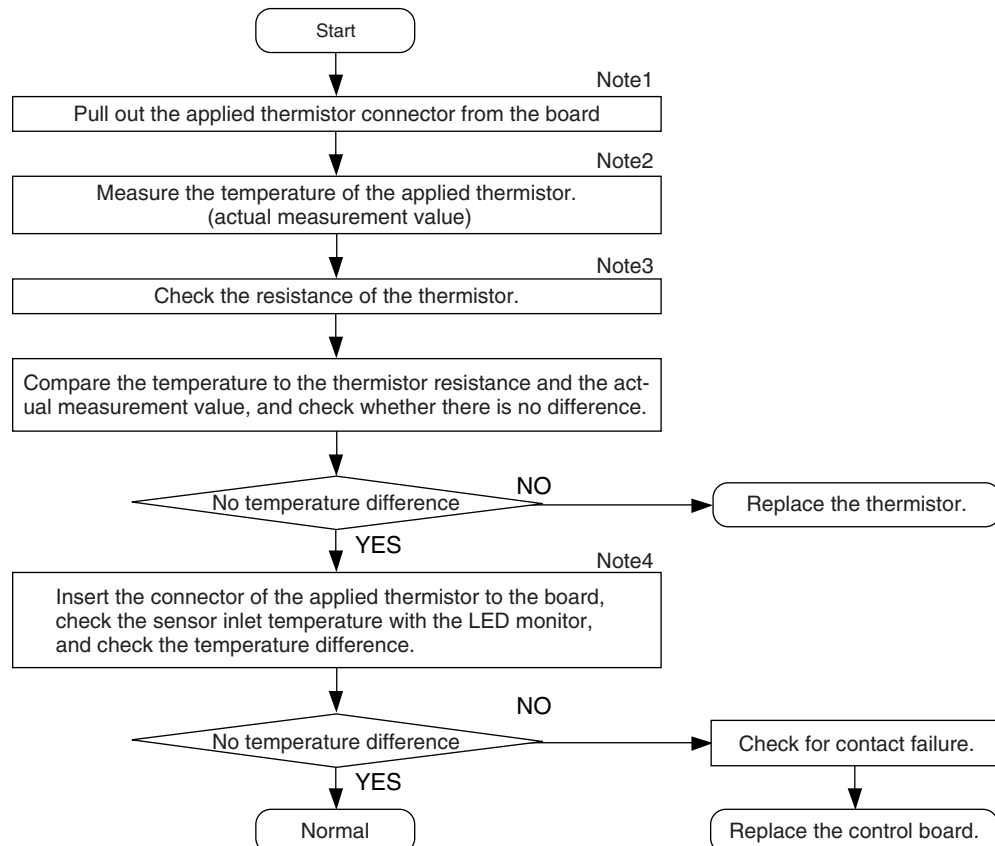 Start
Note1
Pull out the applied thermistor connector from the board
Note2
Measure the temperature of the applied thermistor.
(actual measurement value)
Note3
Check the resistance of the thermistor.
Compare the temperature to the thermistor resistance and the act-
ual measurement value, and check whether there is no difference.
No temperature difference
NO
Replace the thermistor.
YES
Note4
Insert the connector of the applied thermistor to the board,
check the sensor inlet temperature with the LED monitor,
and check the temperature difference.
No temperature difference
NO
Check for contact failure.
YES
Normal
Replace the control board.